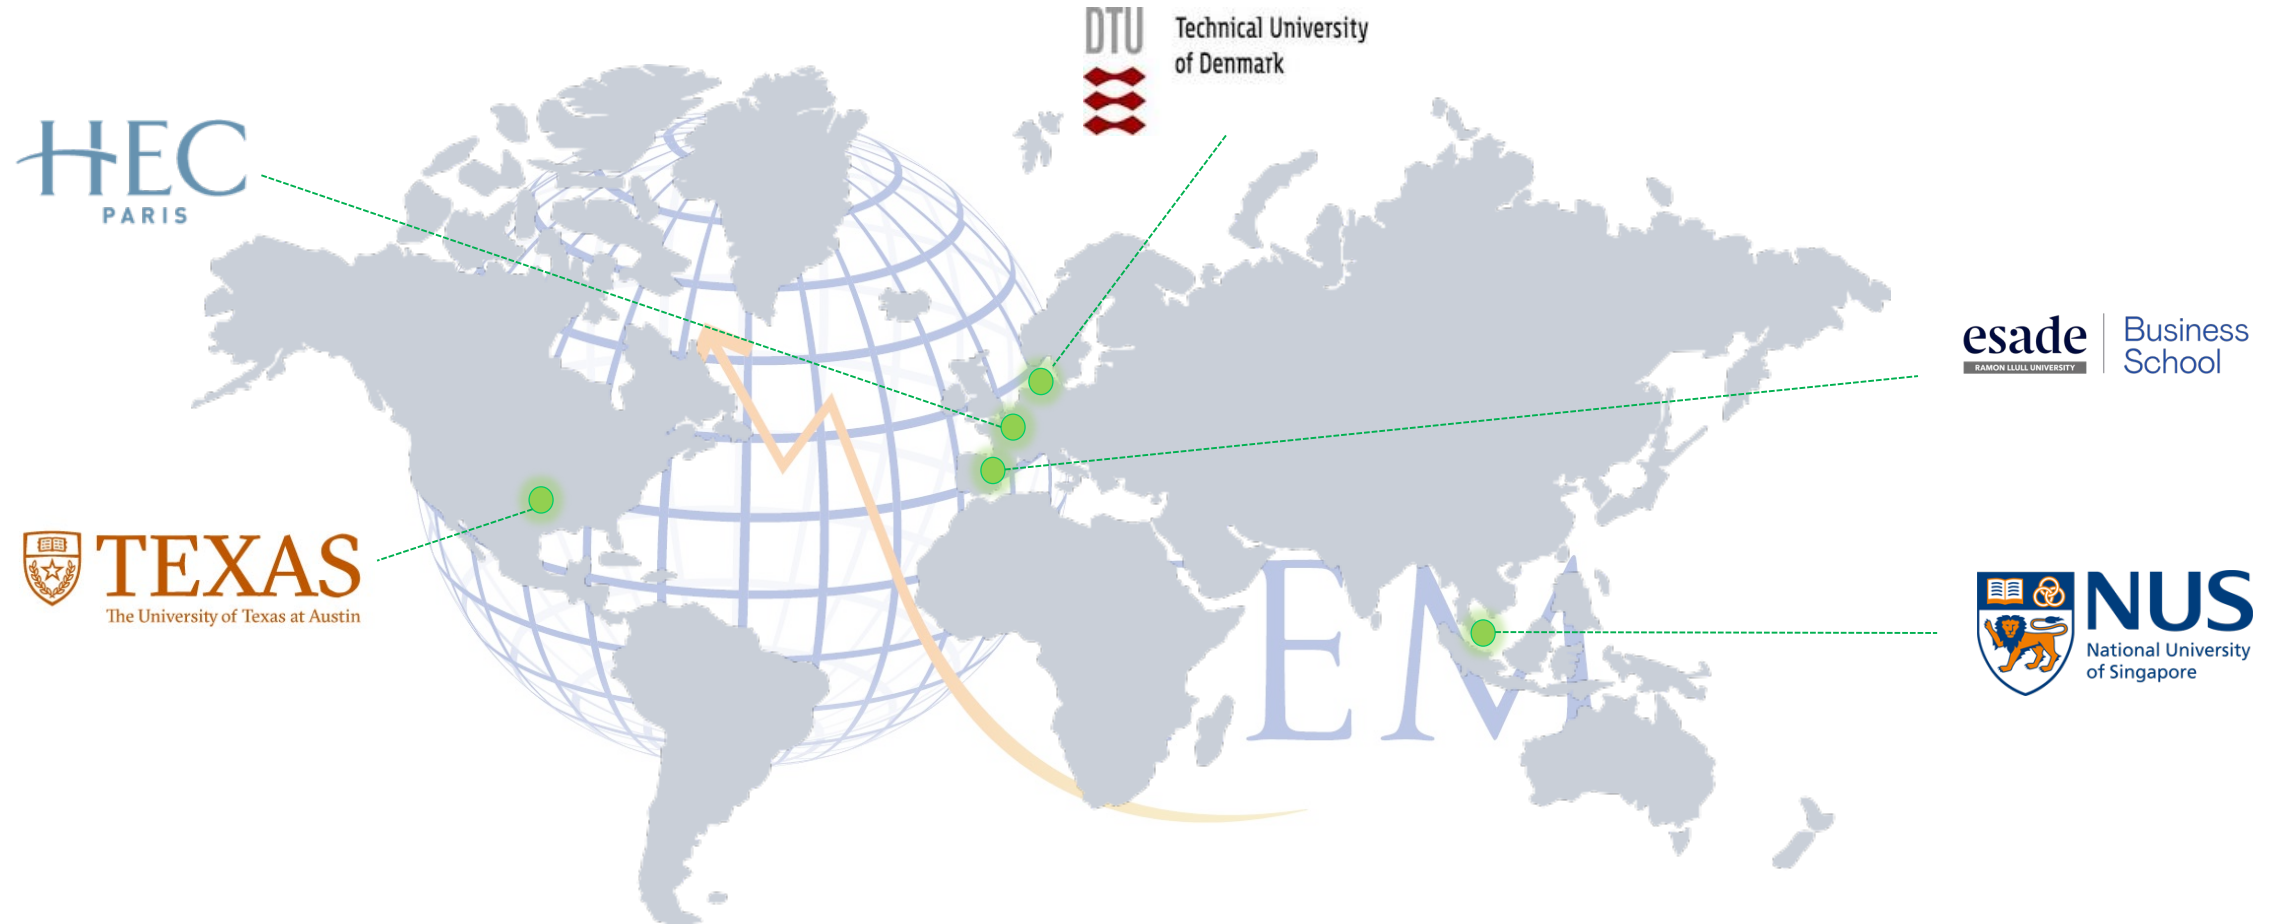 DTU
Technical University
of Denmark
HEC
PARIS
esade
RAMON LLULL UNIVERSITY
Business
School
TEXAS
The University of Texas at Austin
NUS
National University
of Singapore
EM